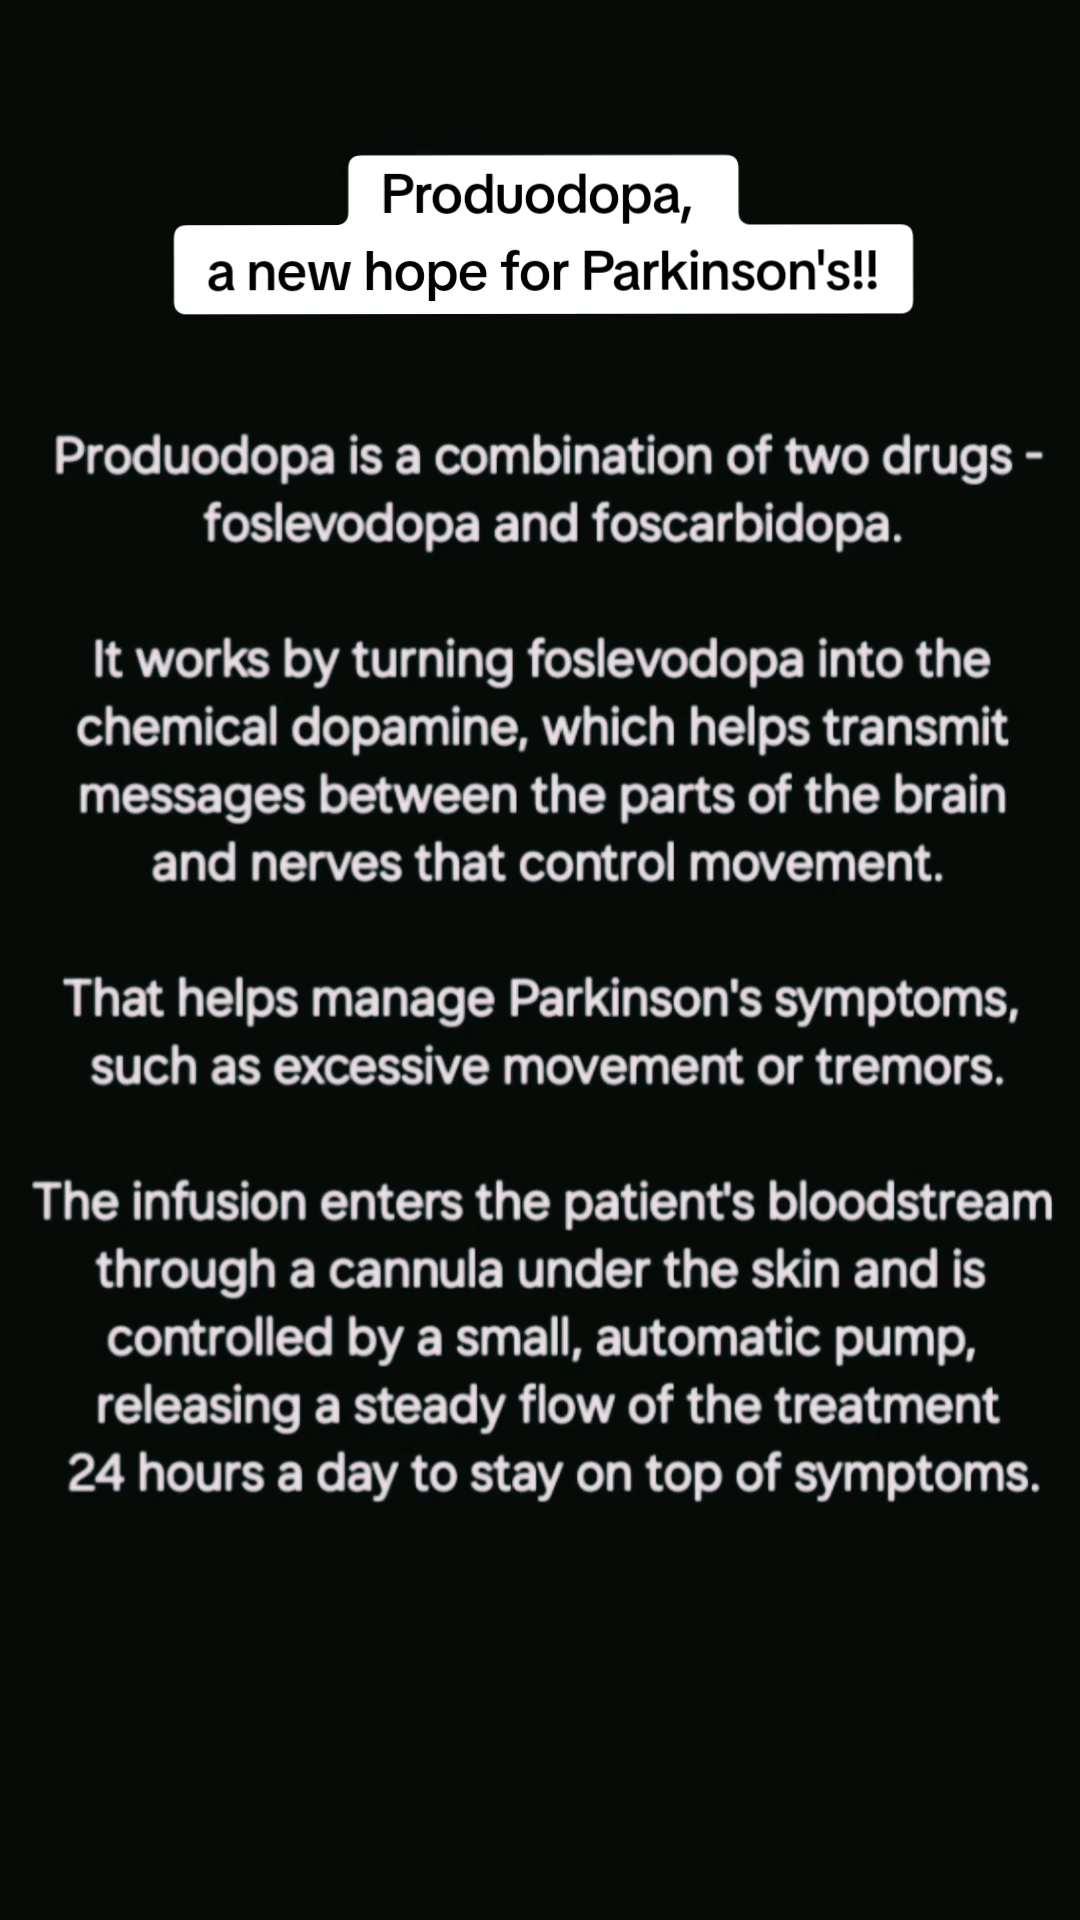 Produodopa,
a new hope for Parkinson's!!
Produodopa is a combination of two drugs -
foslevodopa and foscarbidopa.
It works by turning foslevodopa into the
chemical dopamine, which helps transmit
messages between the parts of the brain
and nerves that control movement.
That helps manage Parkinson's symptoms,
such as excessive movement or tremors.
The infusion enters the patient's bloodstream
through a cannula under the skin and is
controlled by a small, automatic pump,
releasing a steady flow of the treatment
24 hours a day to stay on top of symptoms.